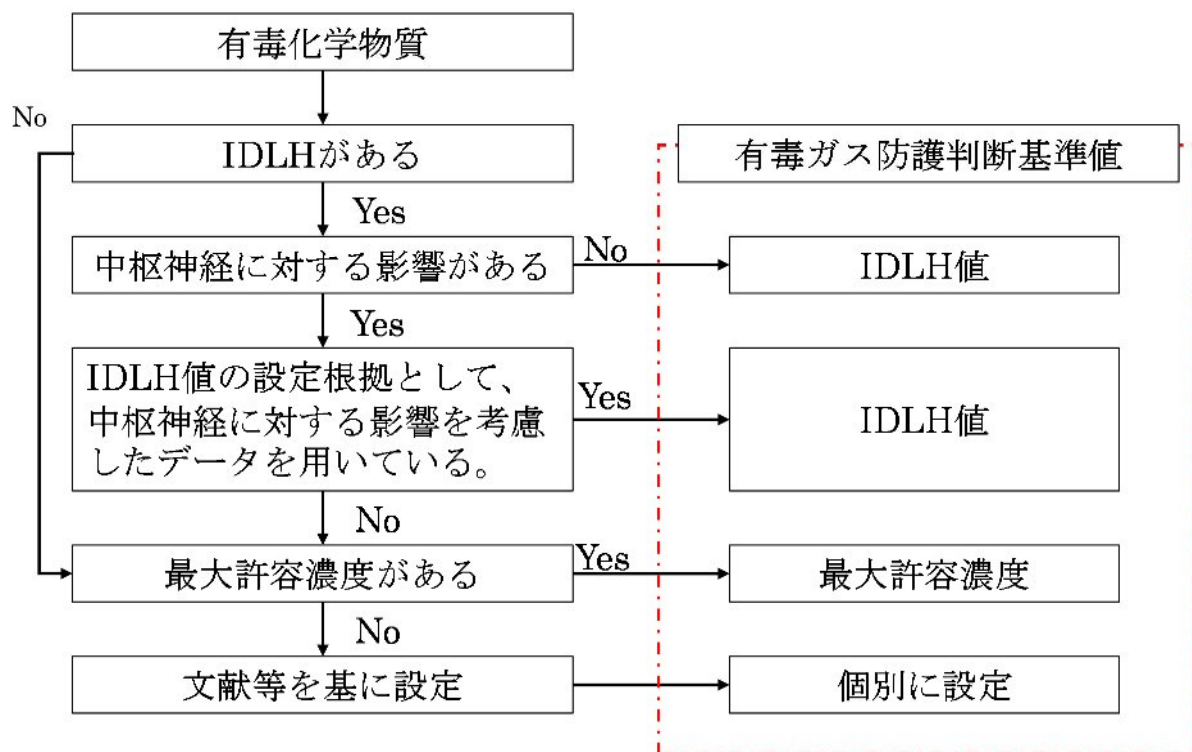 有毒化学物質
No
IDLHがある
有毒ガス防護判断基準値
Yes
中枢神経に対する影響がある
No
IDLH値
Yes
IDLH値の設定根拠として、
中枢神経に対する影響を考慮
したデータを用いている。
Yes
IDLH値
No
最大許容濃度がある
Yes
最大許容濃度
No
文献等を基に設定
個別に設定